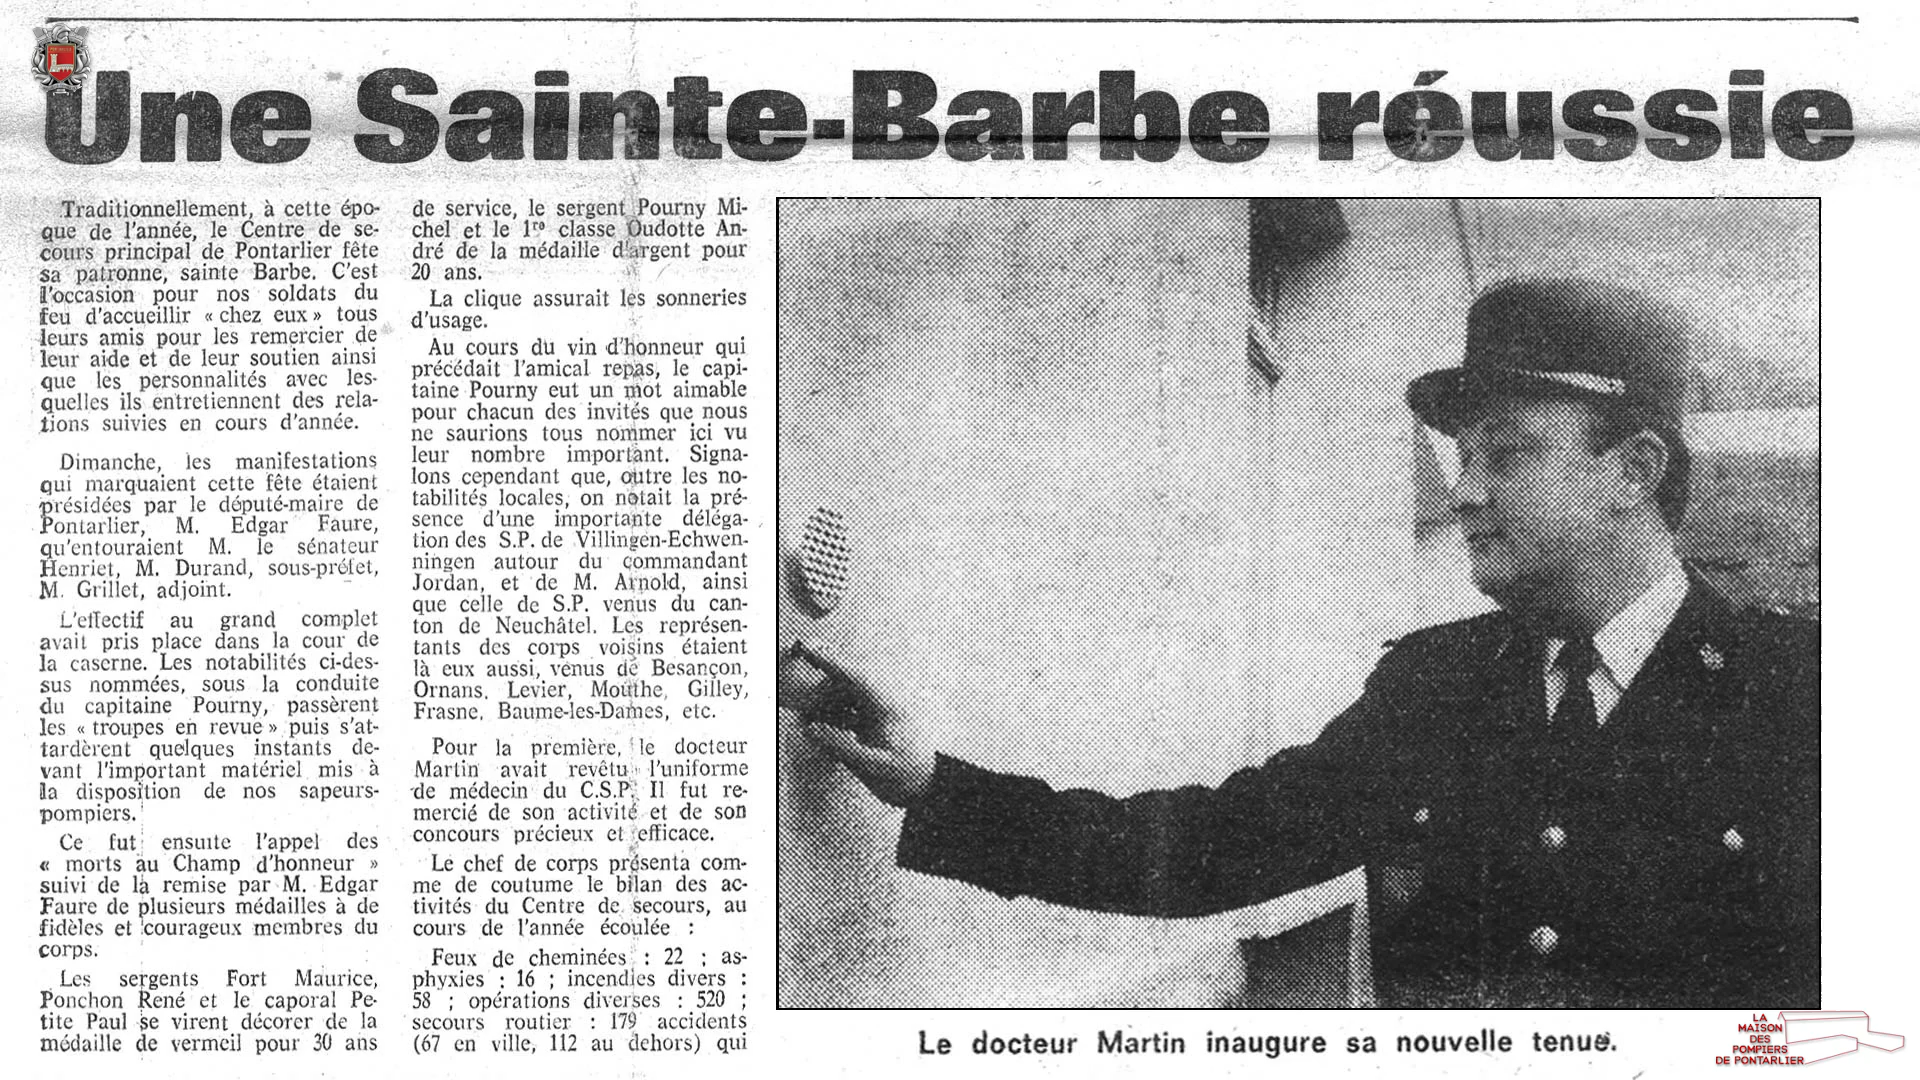 Une Sainte-Barbe réussie
Traditionnellement, à cette épo-
que de l'année, le Centre de se-
cours principal de Pontarlier fête
sa patronne, sainte Barbe. C'est
l'occasion pour nos soldats du
feu d'accueillir « chez eux » tous
leurs amis pour les remercier de
leur aide et de leur soutien ainsi
que les personnalités avec les-
quelles ils entretiennent des rela-
tions suivies en cours d'année.
Dimanche, les manifestations
qui marquaient cette fête étaient
présidées par le député-maire de
Pontarlier, M. Edgar Faure,
qu'entouraient M. le sénateur
Henriet, M. Durand, sous-préfet,
M. Grillet, adjoint.
L'effectif au grand complet
avait pris place dans la cour de
la caserne. Les notabilités ci-des-
sus nommées, sous la conduite
du capitaine Pourny, passèrent
les « troupes en revue » puis s'at-
tardèrent quelques instants de-
vant l'important matériel mis à
la disposition de nos sapeurs-
pompiers.
Ce fut ensuite l'appel des
« morts au Champ d'honneur »
suivi de la remise par M. Edgar
Faure de plusieurs médailles à de
fidèles et courageux membres du
corps.
Les sergents Fort Maurice,
Ponchon René et le caporal Pe-
tite Paul se virent décorer de la
médaille de vermeil pour 30 ans
de service, le sergent Pourny Mi-
chel et le 1re classe Oudotte An-
dré de la médaille d'argent pour
20 ans.
La clique assurait les sonneries
d'usage.
Au cours du vin d'honneur qui
précédait l'amical repas, le capi-
taine Pourny eut un mot aimable
pour chacun des invités que nous
ne saurions tous nommer ici vu
leur nombre important. Signa-
lons cependant que, outre les no-
tabilités locales, on notait la pré-
sence d'une importante déléga-
tion des S.P. de Villingen-Echwen-
ningen autour du commandant
Jordan, et de M. Arnold, ainsi
que celle de S.P. venus du can-
ton de Neuchâtel. Les représen-
tants des corps voisins étaient
là eux aussi, venus de Besançon,
Ornans, Levier, Mouthe, Gilley,
Frasne, Baume-les-Dames, etc.
Pour la première, le docteur
Martin avait revêtu l'uniforme
de médecin du C.S.P. Il fut re-
mercié de son activité et de son
concours précieux et efficace.
Le chef de corps présenta com-
me de coutume le bilan des ac-
tivités du Centre de secours, au
cours de l'année écoulée :
Feux de cheminées : 22 ; as-
phyxies : 16 ; incendies divers :
58 ; opérations diverses : 520 ;
secours routier : 179 accidents
(67 en ville, 112 au dehors) qui
Le docteur Martin inaugure sa nouvelle tenue.
LA
MAISON
DES
POMPIERS
DE PONTARLIER